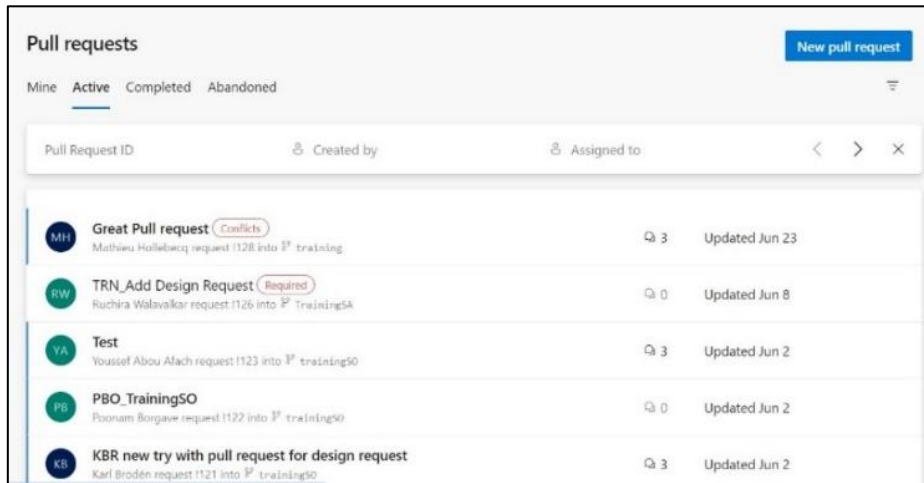 Pull requests
New pull request
Mine Active Completed Abandoned
Pull Request ID Created by Assigned to
MH Great Pull request Conflicts 3 Updated Jun 23
Mathieu Hollebecq request !128 into training
RW TRN_Add Design Request Required 0 Updated Jun 8
Ruchira Walavalkar request !126 into TrainingSA
YA Test 3 Updated Jun 2
Youssef Abou Afach request !123 into trainingSO
PB PBO_TrainingSO 0 Updated Jun 2
Poonam Borgave request !122 into trainingSO
KB KBR new try with pull request for design request 3 Updated Jun 2
Karl Brodén request !121 into trainingSO